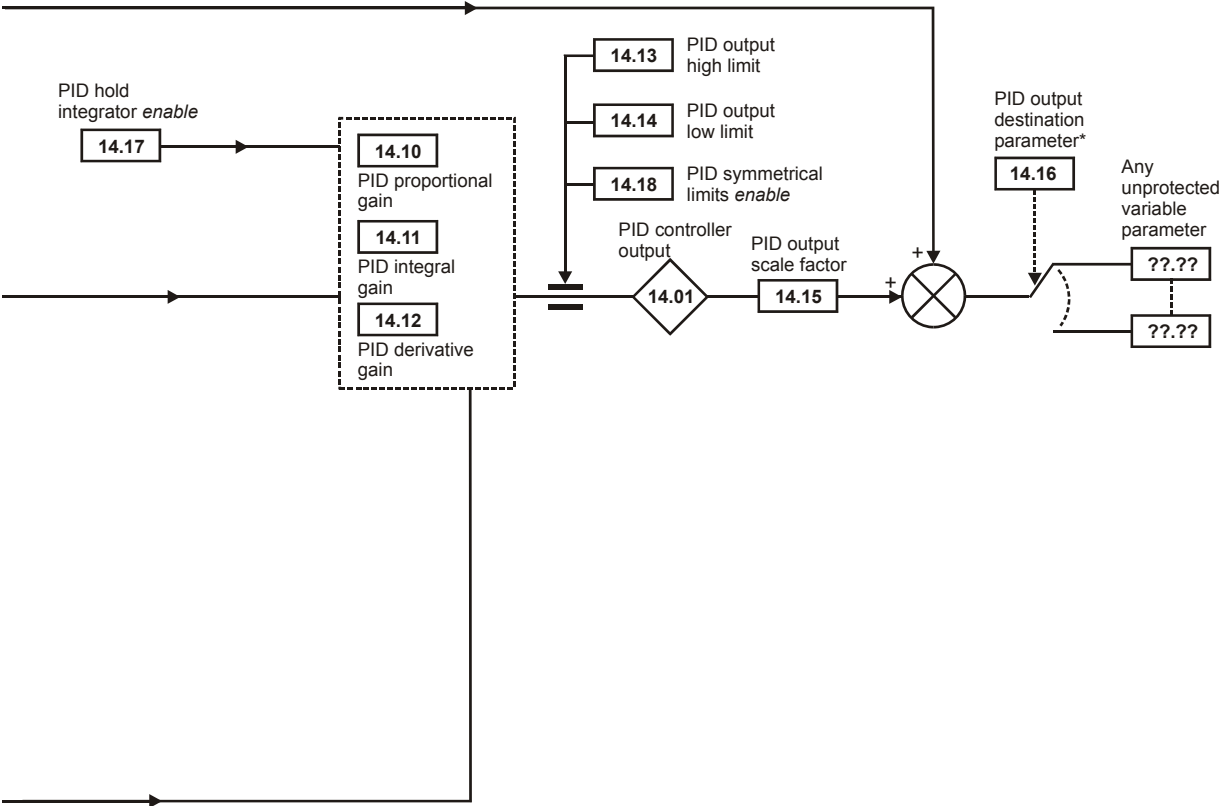 PID hold
integrator enable
14.17
14.10
PID proportional
gain
14.11
PID integral
gain
14.12
PID derivative
gain
14.13
PID output
high limit
14.14
PID output
low limit
14.18
PID symmetrical
limits enable
PID controller
output
14.01
PID output
scale factor
14.15
+
+
PID output
destination
parameter*
14.16
Any
unprotected
variable
parameter
??.??
??.??